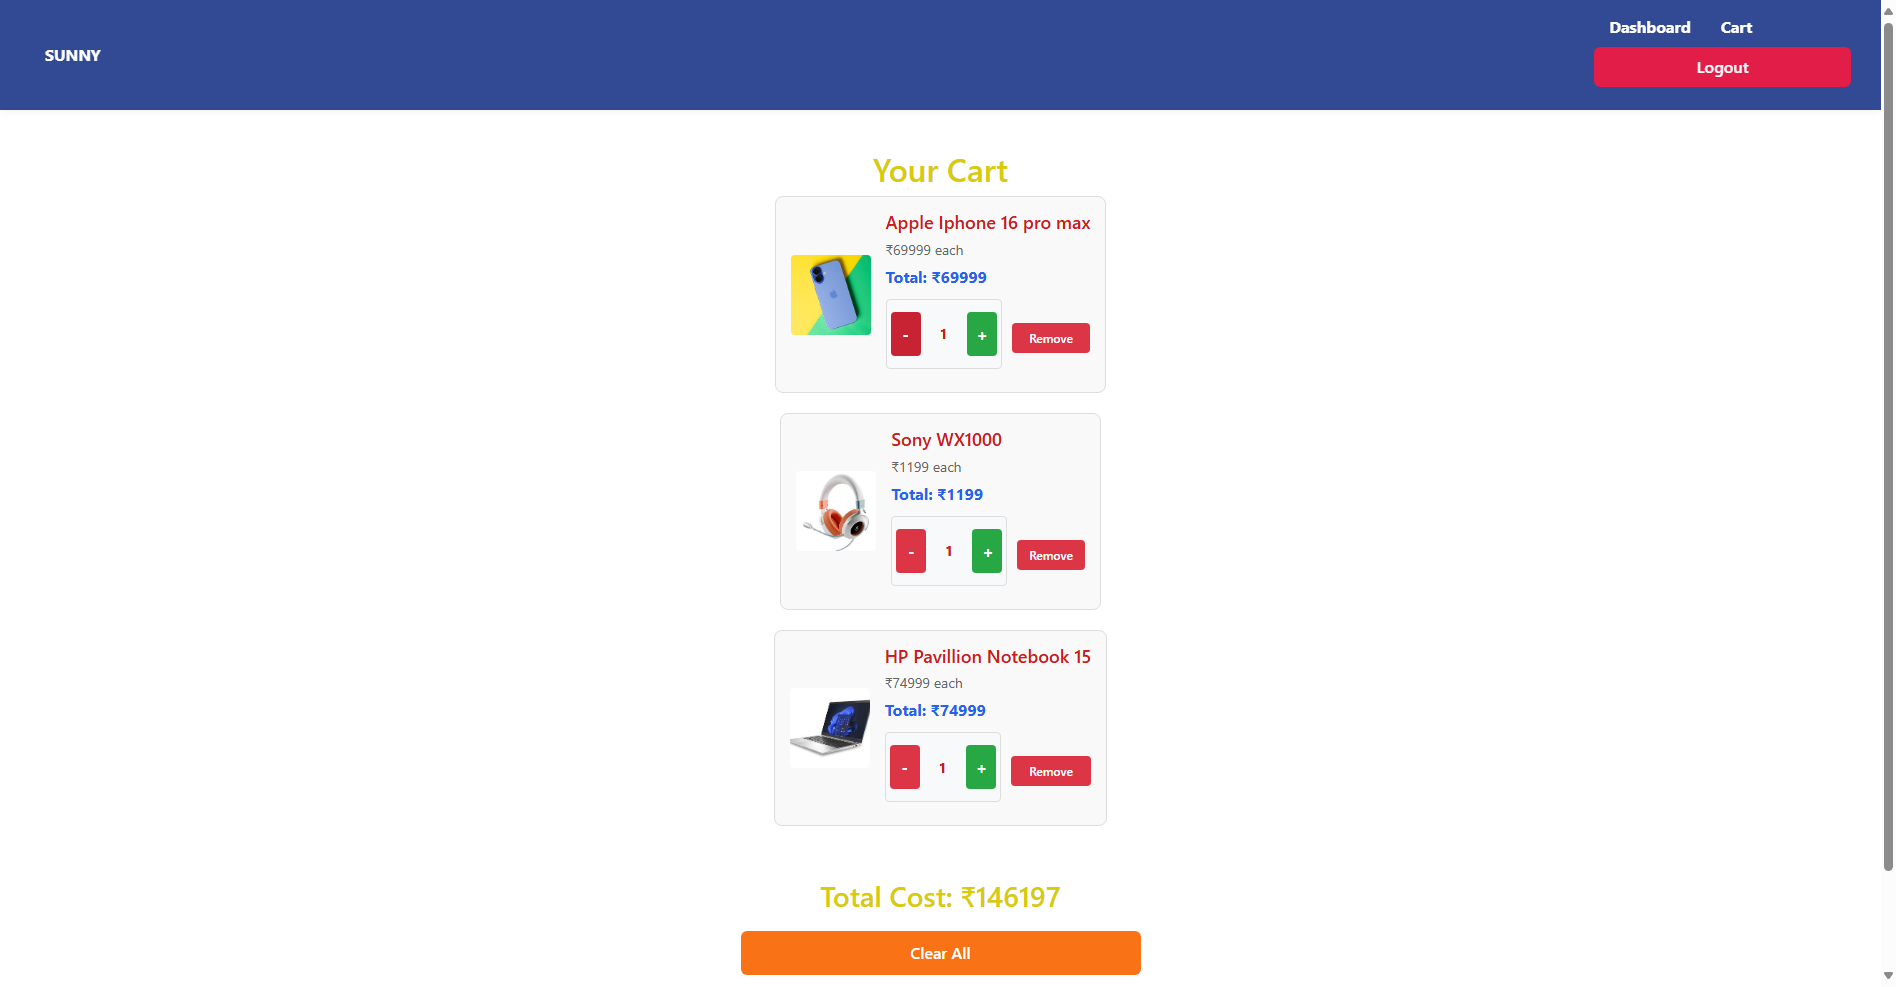 SUNNY
Dashboard Cart
Logout
Your Cart
Apple Iphone 16 pro max
₹69999 each
Total: ₹69999
- 1 +
Remove
Sony WX1000
₹1199 each
Total: ₹1199
- 1 +
Remove
HP Pavillion Notebook 15
₹74999 each
Total: ₹74999
- 1 +
Remove
Total Cost: ₹146197
Clear All